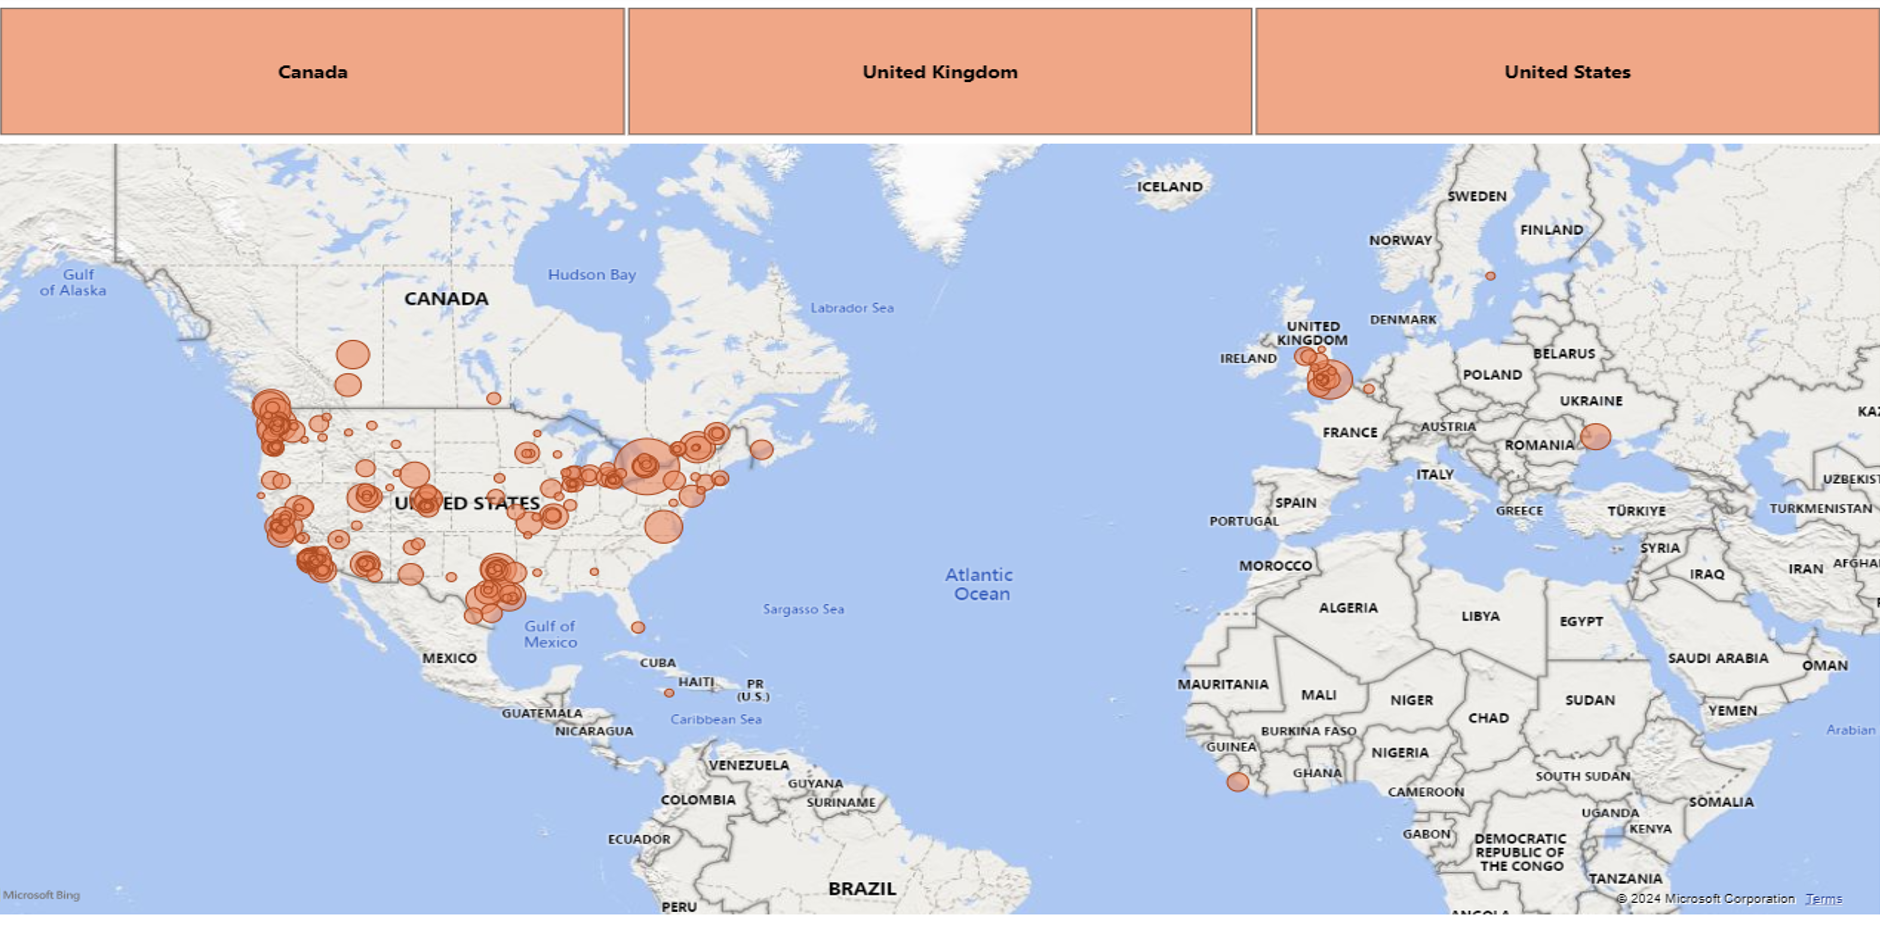 Canada
United Kingdom
United States
ICELAND
SWEDEN
FINLAND
NORWAY
Gulf
of Alaska
Hudson Bay
CANADA
Labrador Sea
DENMARK
UNITED
KINGDOM
IRELAND
BELARUS
POLAND
UKRAINE
KAZ
FRANCE
AUSTRIA
ROMANIA
ITALY
UZBEKIST
UNITED STATES
SPAIN
PORTUGAL
GREECE
TÜRKIYE
TURKMENISTAN
SYRIA
MOROCCO
IRAQ
IRAN
AFGHA
Atlantic
Ocean
ALGERIA
LIBYA
EGYPT
Sargasso Sea
Gulf of
Mexico
MEXICO
CUBA
HAITI
PR
(U.S.)
SAUDI ARABIA
OMAN
MAURITANIA
MALI
NIGER
SUDAN
CHAD
YEMEN
GUATEMALA
Caribbean Sea
NICARAGUA
BURKINA FASO
Arabian
GUINEA
NIGERIA
VENEZUELA
GHANA
SOUTH SUDAN
GUYANA
CAMEROON
COLOMBIA
SURINAME
SOMALIA
UGANDA
KENYA
ECUADOR
GABON
DEMOCRATIC
REPUBLIC OF
THE CONGO
TANZANIA
BRAZIL
Microsoft Bing
© 2024 Microsoft Corporation Terms
PERU
ANGOLA